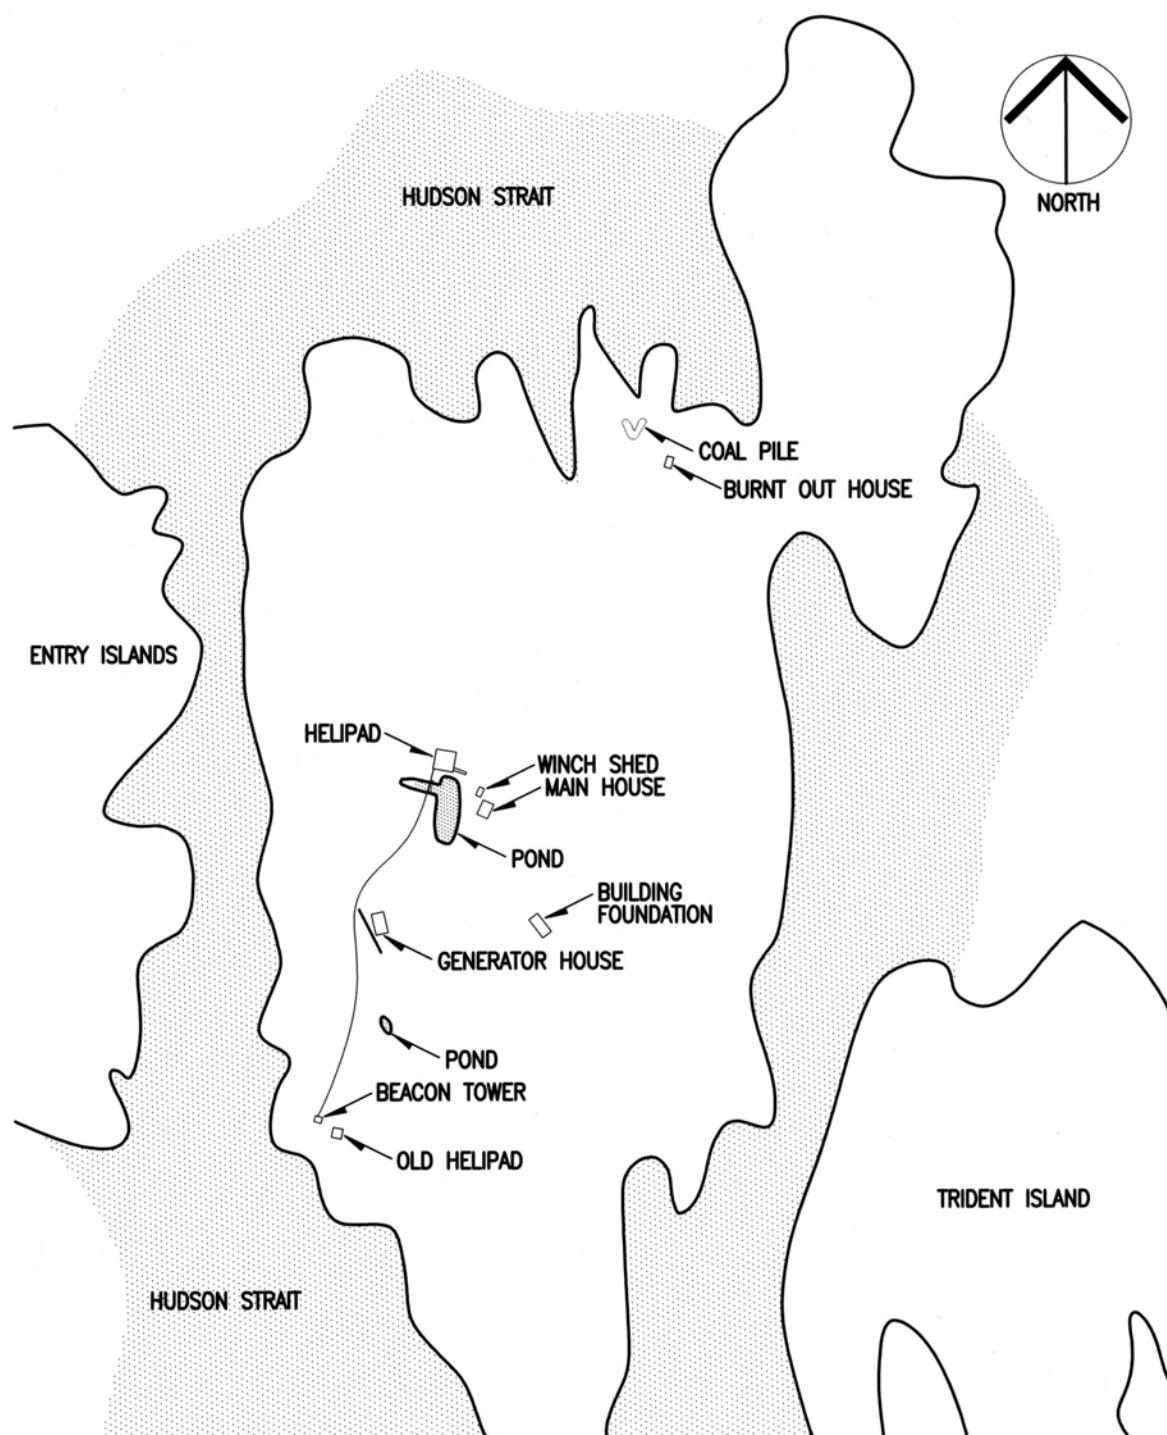 HUDSON STRAIT
NORTH
COAL PILE
BURNT OUT HOUSE
ENTRY ISLANDS
HELIPAD
WINCH SHED
MAIN HOUSE
POND
BUILDING
FOUNDATION
GENERATOR HOUSE
POND
BEACON TOWER
OLD HELIPAD
TRIDENT ISLAND
HUDSON STRAIT